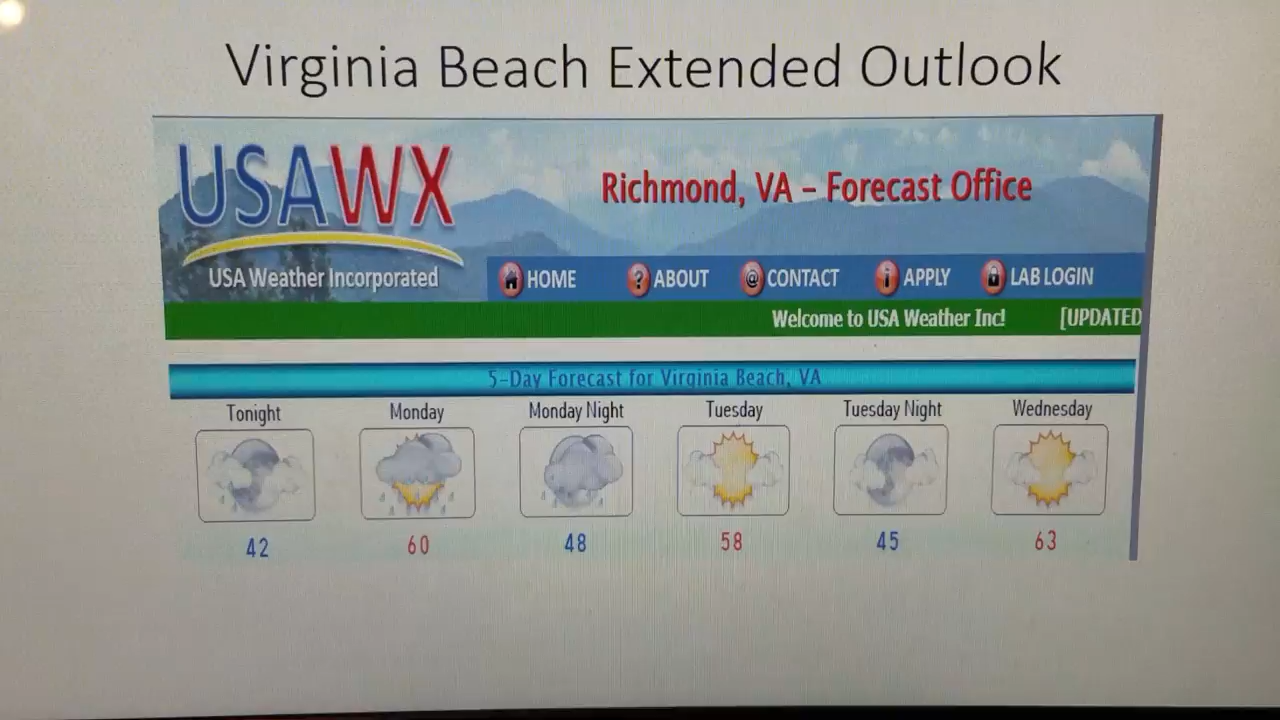 Virginia Beach Extended Outlook
USAWX
USA Weather Incorporated
Richmond, VA – Forecast Office
HOME ABOUT CONTACT APPLY LAB LOGIN
Welcome to USA Weather Inc! [UPDATED
5-Day Forecast for Virginia Beach, VA
Tonight Monday Monday Night Tuesday Tuesday Night Wednesday
42 60 48 58 45 63